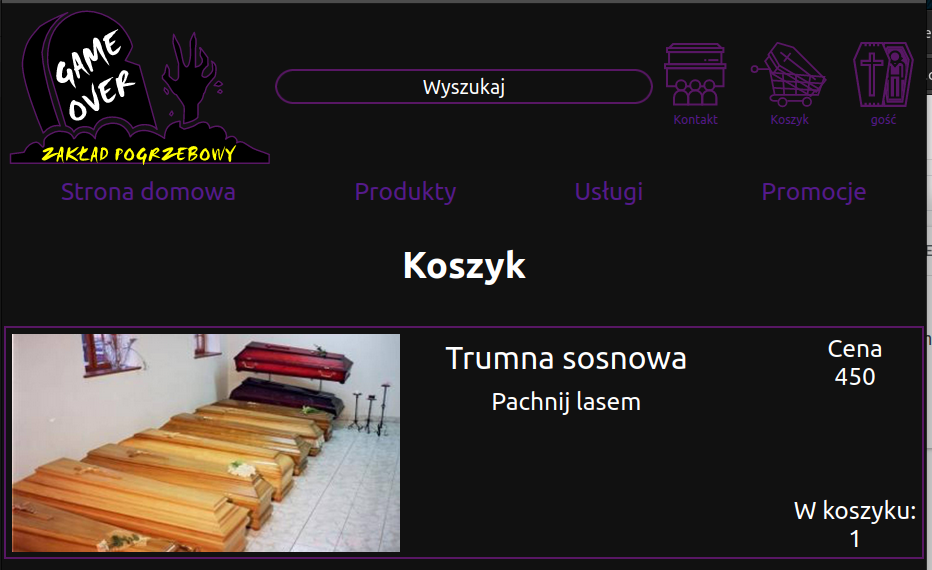 GAME
OVER
ZAKŁAD POGRZEBOWY
Wyszukaj
Kontakt
Koszyk
gość
Strona domowa
Produkty
Usługi
Promocje
Koszyk
Trumna sosnowa
Pachnij lasem
Cena
450
W koszyku:
1